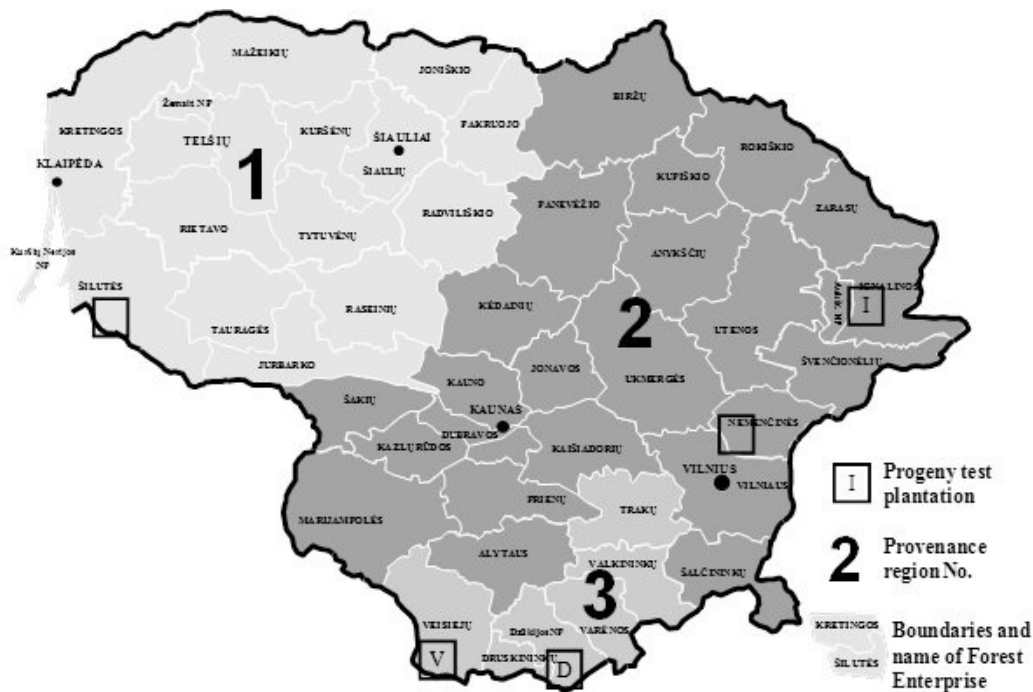 MAŽEIKIŲ
JONIŠKIO
Žemait NP
BIRŽŲ
KRETINGOS
TELŠIŲ
KURŠĖNŲ
ŠIAULIAI
PAKRUOJO
ROKIŠKIO
KLAIPĖDA
1
ŠIAULIŲ
KUPIŠKIO
PANEVĖŽIO
ZARASŲ
RADVILIŠKIO
RIETAVO
TYTUVĖNŲ
ANYKŠČIŲ
Kuršių Nerijos
NP
ŠILUTĖS
IGNALINOS
I
RASEINIŲ
KĖDAINIŲ
TAURAGĖS
2
UTENOS
JURBARKO
JONAVOS
ŠVENČIONĖLIŲ
KAUNO
UKMERGĖS
ŠAKIŲ
KAUNAS
NEMENČINĖS
DUBRAVOS
KAZLŲ RŪDOS
KAIŠIADORIŲ
VILNIUS
VILNIAUS
PRIENŲ
TRAKŲ
MARIJAMPOLĖS
ALYTAUS
VALKININKŲ
ŠALČININKŲ
3
VEISIEJŲ
Dzūkijos NP
VARĖNOS
V
DRUSKININKŲ
D
I Progeny test
plantation
2 Provenance
region No.
KRETINGOS
ŠILUTĖS
Boundaries and
name of Forest
Enterprise